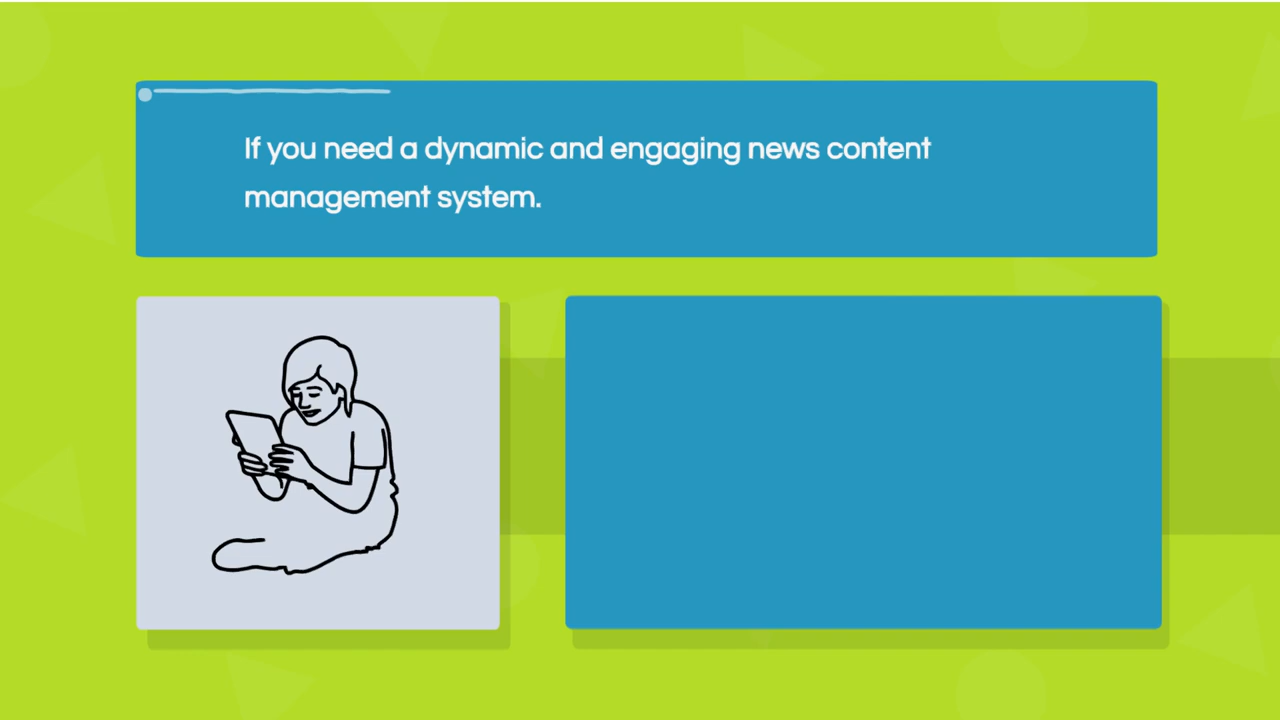 If you need a dynamic and engaging news content
management system.